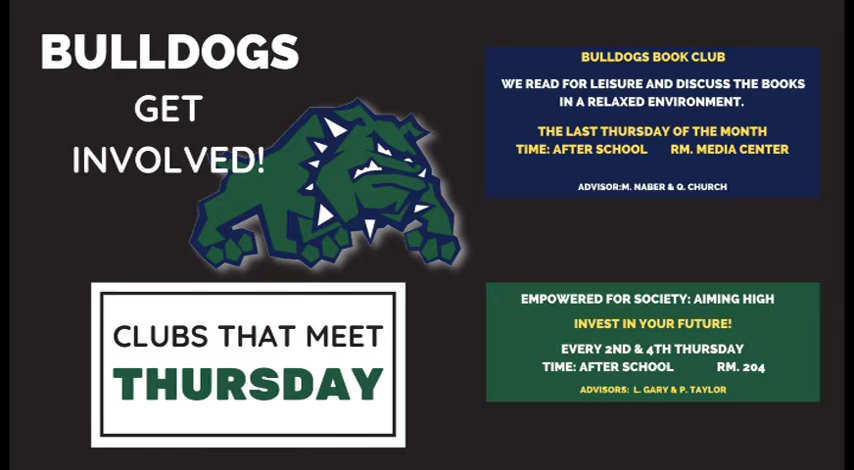 BULLDOGS
GET
INVOLVED!
CLUBS THAT MEET
THURSDAY
BULLDOGS BOOK CLUB
WE READ FOR LEISURE AND DISCUSS THE BOOKS
IN A RELAXED ENVIRONMENT.
THE LAST THURSDAY OF THE MONTH
TIME: AFTER SCHOOL RM. MEDIA CENTER
ADVISOR:M. NABER & Q. CHURCH
EMPOWERED FOR SOCIETY: AIMING HIGH
INVEST IN YOUR FUTURE!
EVERY 2ND & 4TH THURSDAY
TIME: AFTER SCHOOL RM. 204
ADVISORS: L. GARY & P. TAYLOR